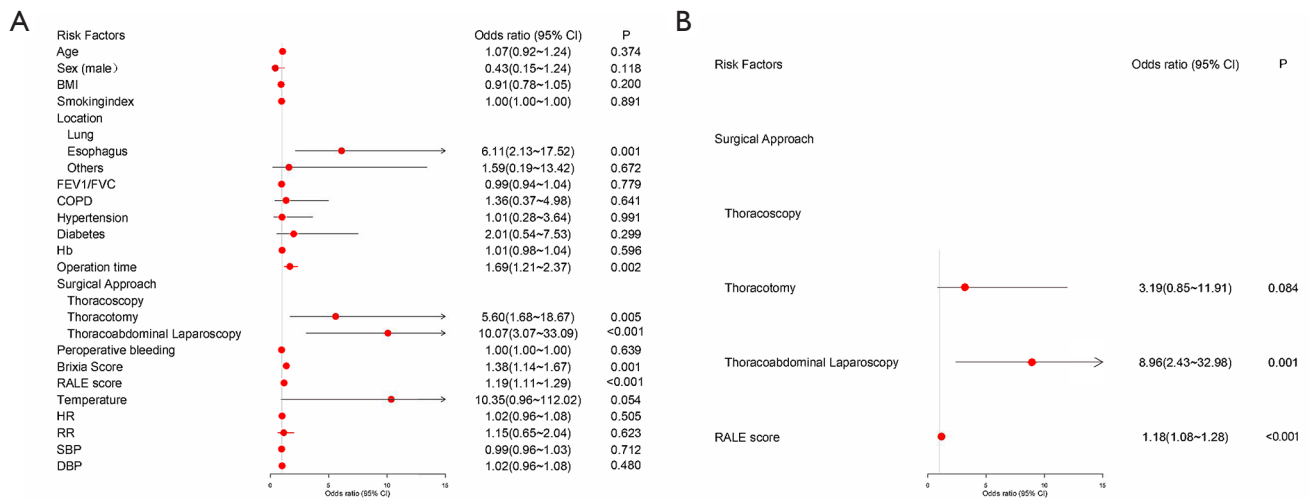 A
Risk Factors Odds ratio (95% CI) P
Age 1.07(0.92~1.24) 0.374
Sex (male） 0.43(0.15~1.24) 0.118
BMI 0.91(0.78~1.05) 0.200
Smokingindex 1.00(1.00~1.00) 0.891
Location
Lung
Esophagus 6.11(2.13~17.52) 0.001
Others 1.59(0.19~13.42) 0.672
FEV1/FVC 0.99(0.94~1.04) 0.779
COPD 1.36(0.37~4.98) 0.641
Hypertension 1.01(0.28~3.64) 0.991
Diabetes 2.01(0.54~7.53) 0.299
Hb 1.01(0.98~1.04) 0.596
Operation time 1.69(1.21~2.37) 0.002
Surgical Approach
Thoracoscopy
Thoracotomy 5.60(1.68~18.67) 0.005
Thoracoabdominal Laparoscopy 10.07(3.07~33.09) <0.001
Peroperative bleeding 1.00(1.00~1.00) 0.639
Brixia Score 1.38(1.14~1.67) 0.001
RALE score 1.19(1.11~1.29) <0.001
Temperature 10.35(0.96~112.02) 0.054
HR 1.02(0.96~1.08) 0.505
RR 1.15(0.65~2.04) 0.623
SBP 0.99(0.96~1.03) 0.712
DBP 1.02(0.96~1.08) 0.480
0 5 10 15
Odds ratio (95% CI)
B
Risk Factors Odds ratio (95% CI) P
Surgical Approach
Thoracoscopy
Thoracotomy 3.19(0.85~11.91) 0.084
Thoracoabdominal Laparoscopy 8.96(2.43~32.98) 0.001
RALE score 1.18(1.08~1.28) <0.001
0 5 10 15
Odds ratio (95% CI)